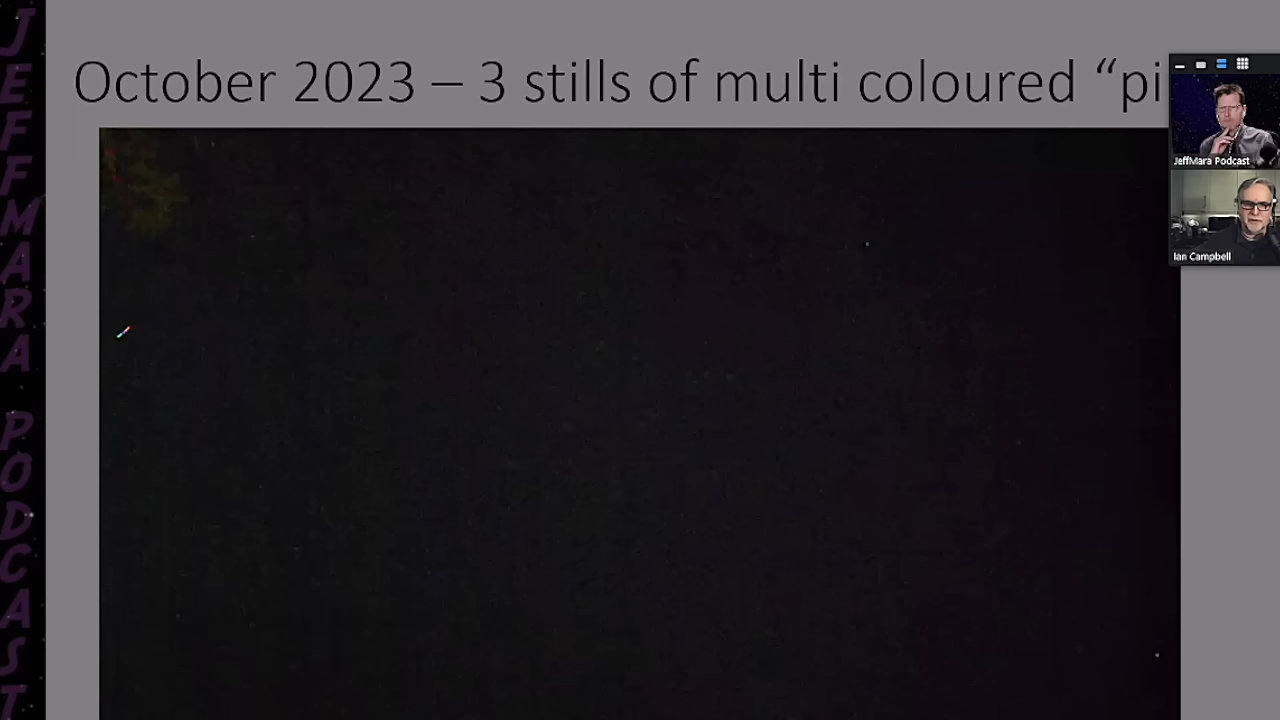 JEFFMARA PODCAST
October 2023 – 3 stills of multi coloured “pi
JeffMara Podcast
Ian Campbell